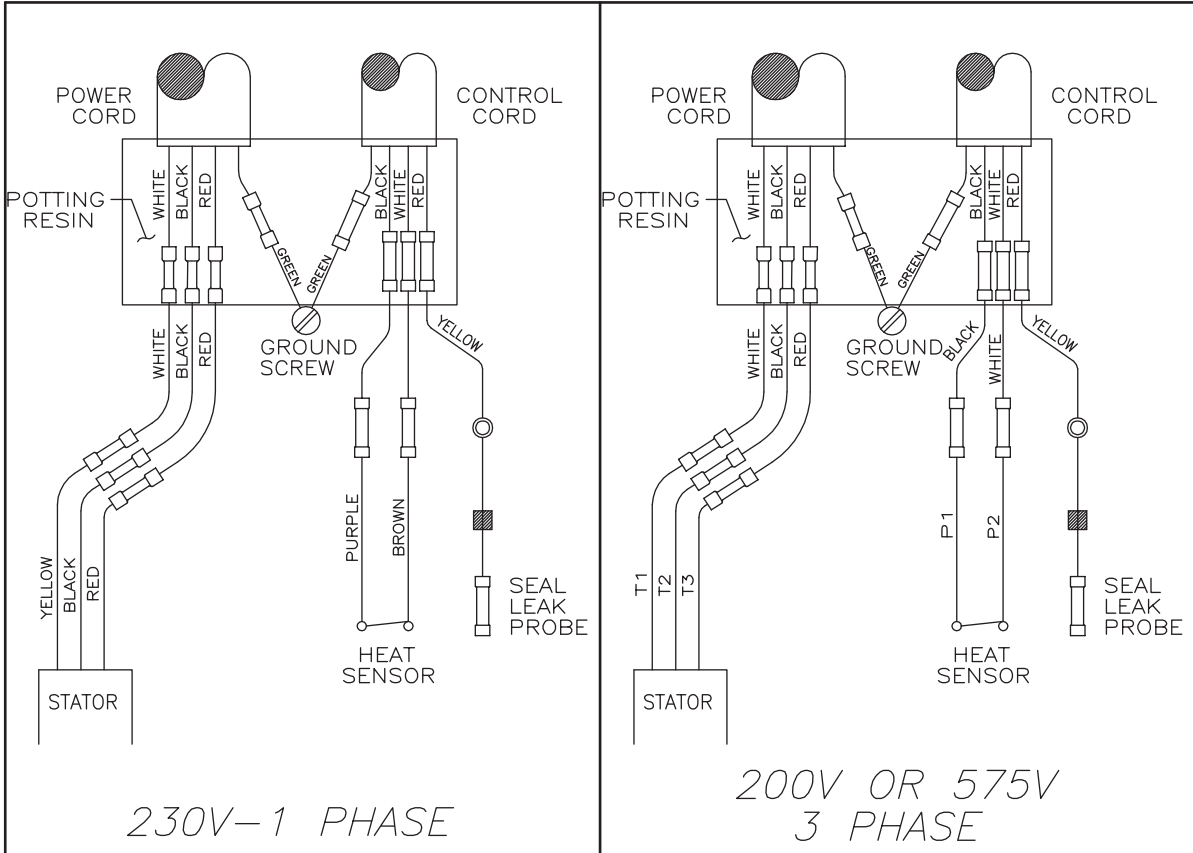 POWER
CORD
CONTROL
CORD
POTTING
RESIN
WHITE
BLACK
RED
BLACK
WHITE
RED
GREEN
GREEN
GROUND
SCREW
WHITE
BLACK
RED
YELLOW
PURPLE
BROWN
YELLOW
BLACK
RED
SEAL
LEAK
PROBE
HEAT
SENSOR
STATOR
230V-1 PHASE
POWER
CORD
CONTROL
CORD
POTTING
RESIN
WHITE
BLACK
RED
BLACK
WHITE
RED
GREEN
GREEN
GROUND
SCREW
WHITE
BLACK
RED
BLACK
WHITE
YELLOW
P1
P2
T1
T2
T3
SEAL
LEAK
PROBE
HEAT
SENSOR
STATOR
200V OR 575V
3 PHASE